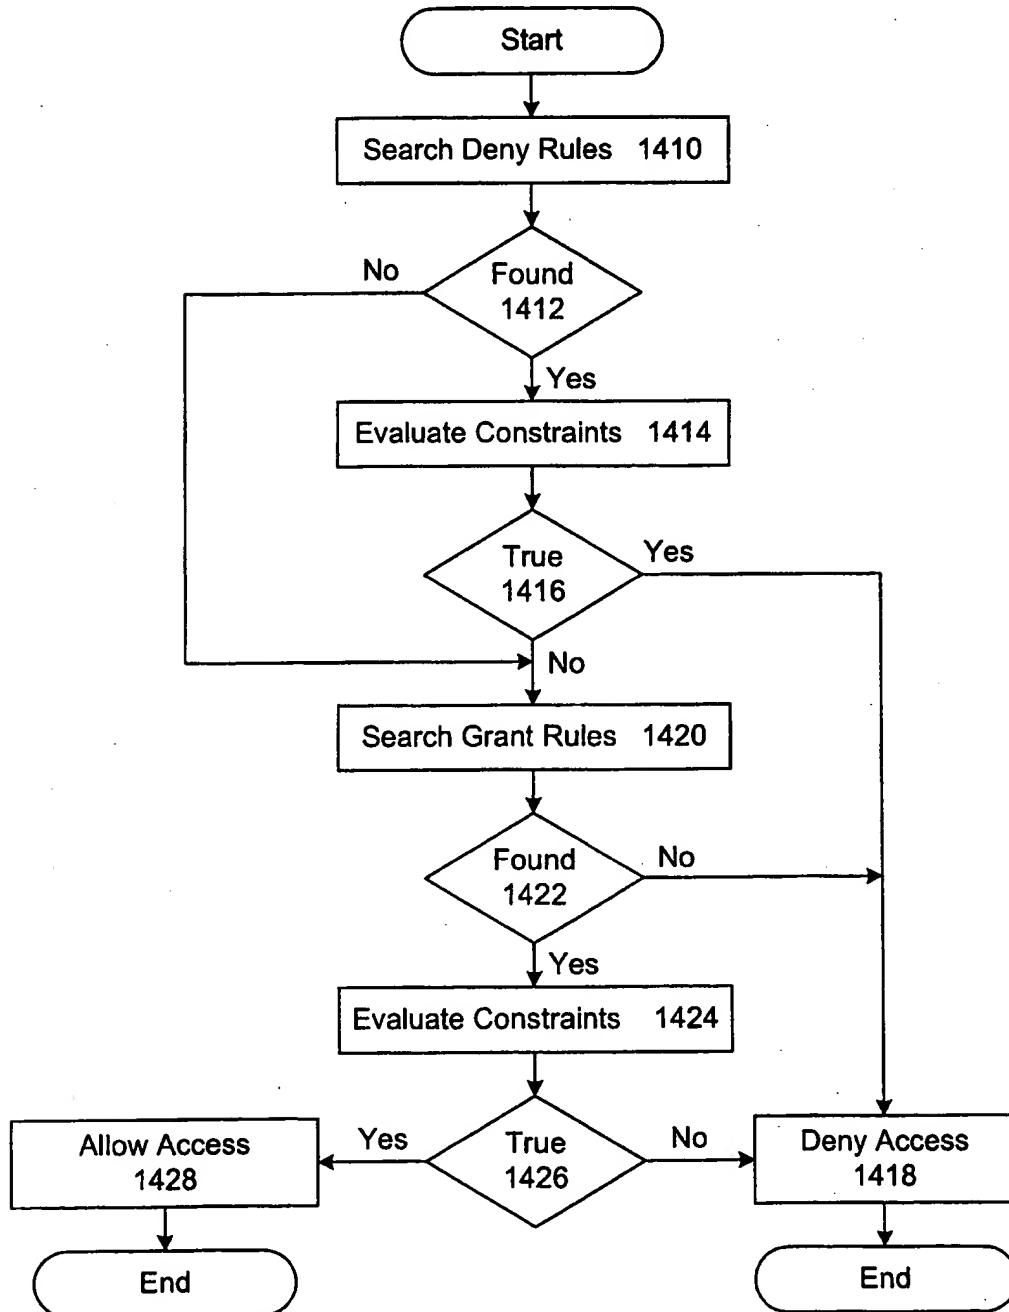 Start
Search Deny Rules 1410
No
Found
1412
Yes
Evaluate Constraints 1414
True
1416
Yes
No
Search Grant Rules 1420
Found
1422
No
Yes
Evaluate Constraints 1424
Allow Access
1428
Yes
True
1426
No
Deny Access
1418
End
End